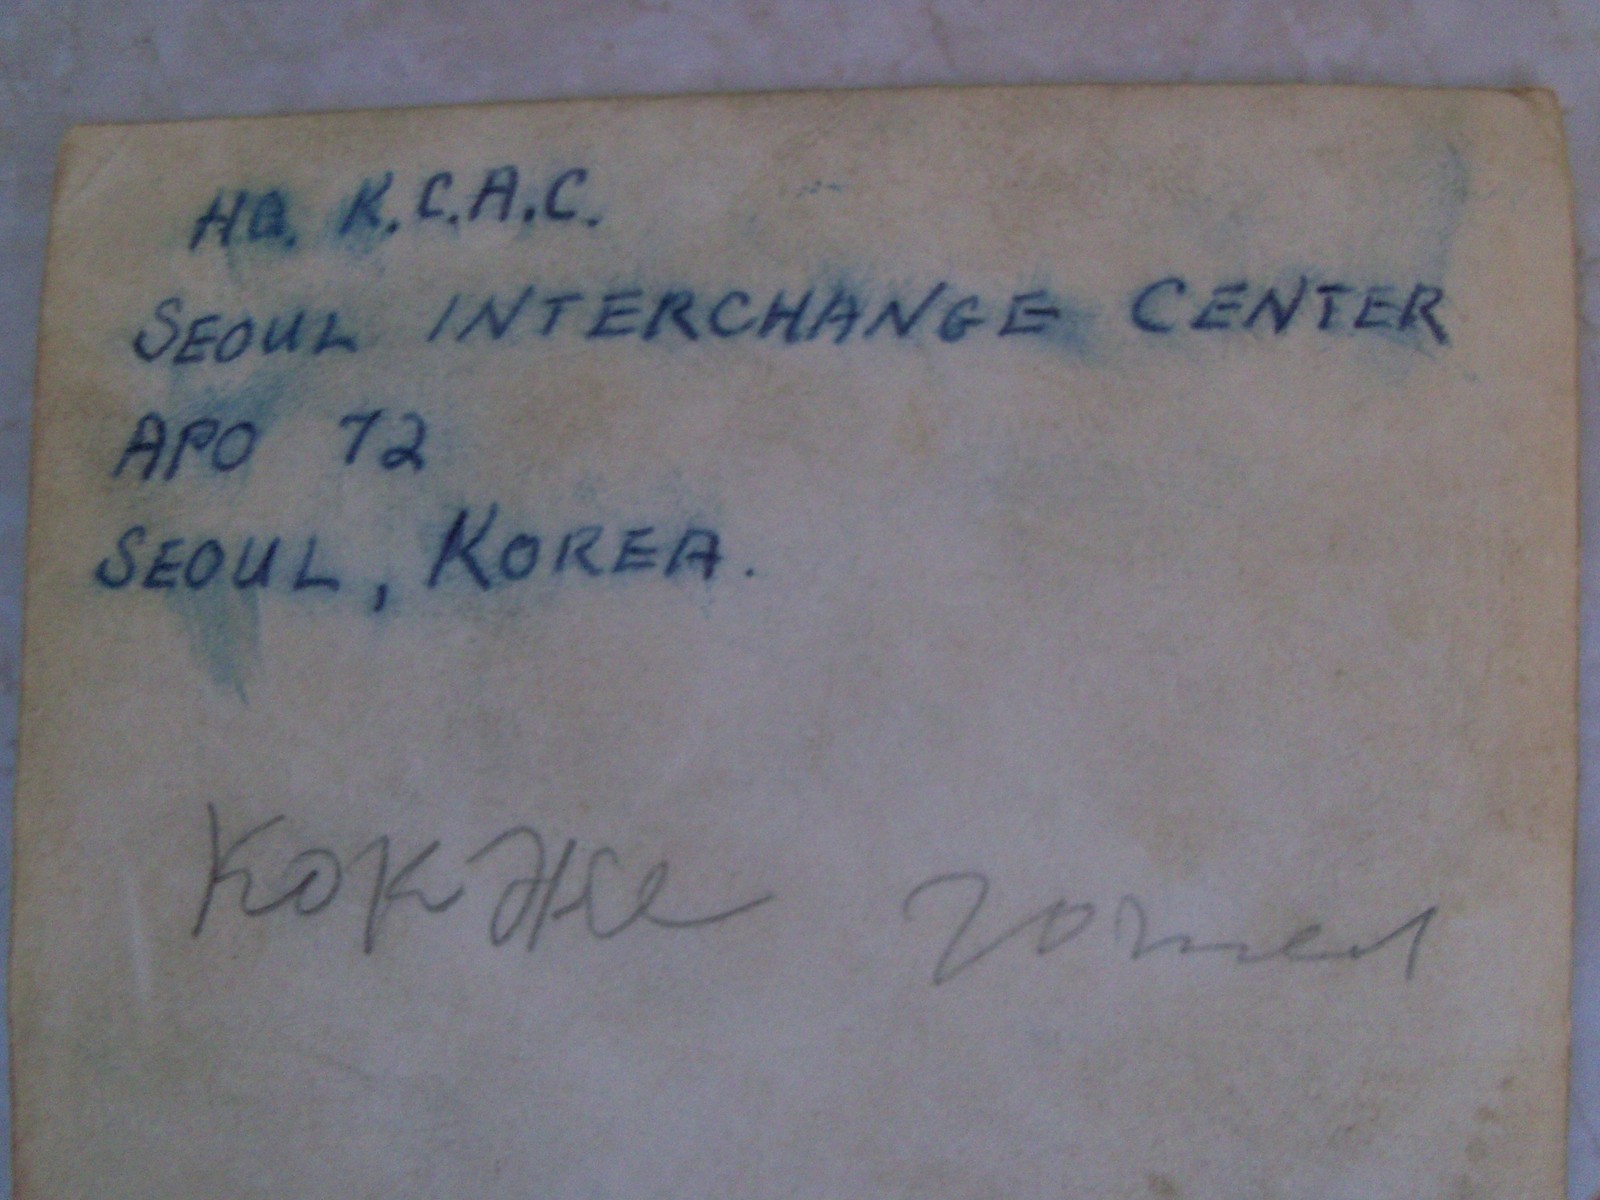 HQ. K.C.A.C.
SEOUL INTERCHANGE CENTER
APO 72
SEOUL, KOREA.